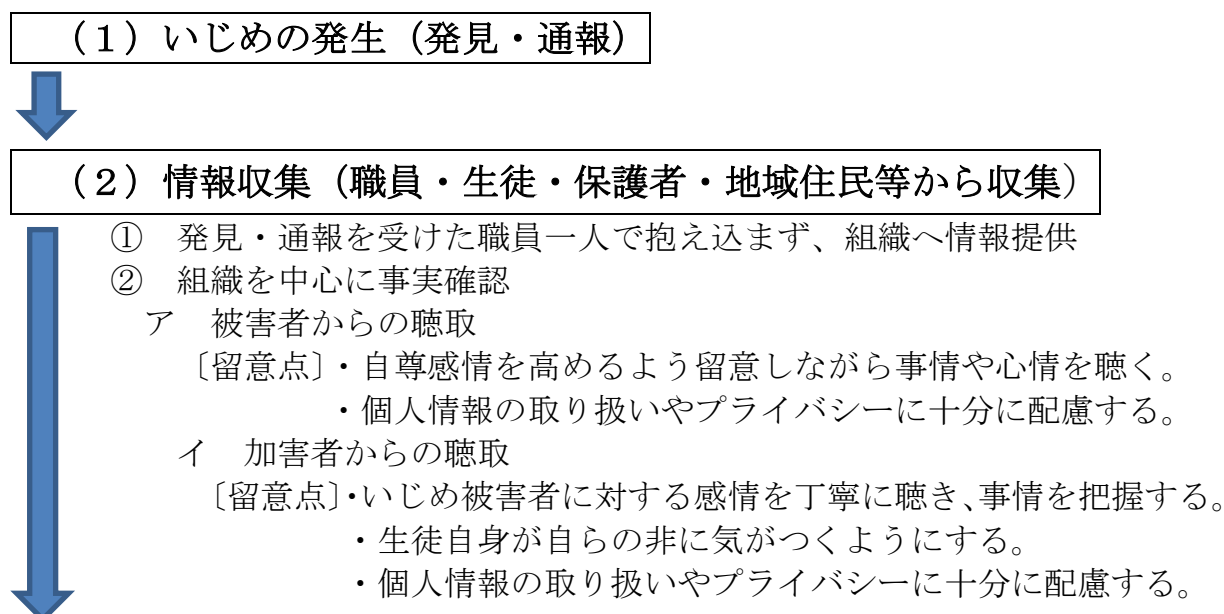 （１）いじめの発生（発見・通報）
（２）情報収集（職員・生徒・保護者・地域住民等から収集）
①　発見・通報を受けた職員一人で抱え込まず、組織へ情報提供
②　組織を中心に事実確認
ア　被害者からの聴取
〔留意点〕・自尊感情を高めるよう留意しながら事情や心情を聴く。
・個人情報の取り扱いやプライバシーに十分に配慮する。
イ　加害者からの聴取
〔留意点〕・いじめ被害者に対する感情を丁寧に聴き、事情を把握する。
・生徒自身が自らの非に気がつくようにする。
・個人情報の取り扱いやプライバシーに十分に配慮する。